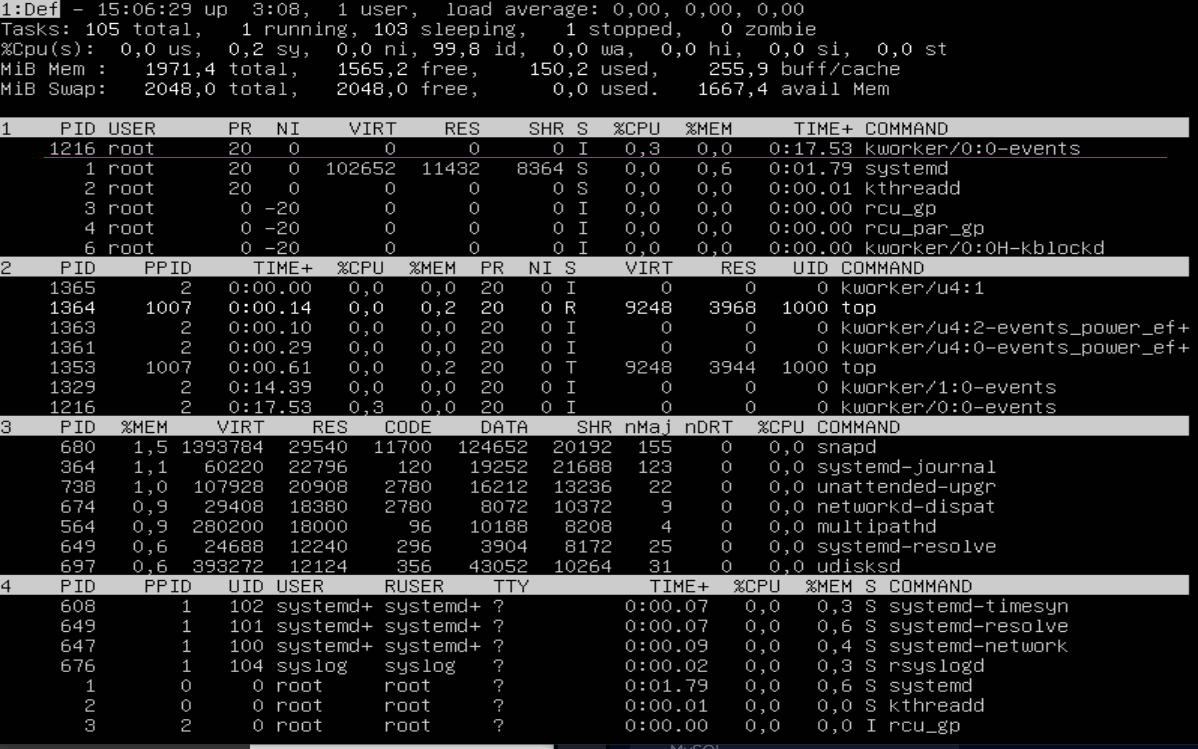 1:Def - 15:06:29 up  3:08,  1 user,  load average: 0,00, 0,00, 0,00
Tasks: 105 total,   1 running, 103 sleeping,   1 stopped,   0 zombie
%Cpu(s):  0,0 us,  0,2 sy,  0,0 ni, 99,8 id,  0,0 wa,  0,0 hi,  0,0 si,  0,0 st
MiB Mem :   1971,4 total,   1565,2 free,    150,2 used,    255,9 buff/cache
MiB Swap:   2048,0 total,   2048,0 free,      0,0 used.   1667,4 avail Mem
1    PID USER      PR  NI    VIRT    RES    SHR S  %CPU  %MEM     TIME+ COMMAND
1216 root      20   0       0      0      0 I   0,3   0,0   0:17.53 kworker/0:0-events
1 root      20   0  102652  11432   8364 S   0,0   0,6   0:01.79 systemd
2 root      20   0       0      0      0 S   0,0   0,0   0:00.01 kthreadd
3 root       0 -20       0      0      0 I   0,0   0,0   0:00.00 rcu_gp
4 root       0 -20       0      0      0 I   0,0   0,0   0:00.00 rcu_par_gp
6 root       0 -20       0      0      0 I   0,0   0,0   0:00.00 kworker/0:0H-kblockd
2    PID    PPID     TIME+  %CPU  %MEM  PR  NI S    VIRT    RES   UID COMMAND
1365       2   0:00.00   0,0   0,0  20   0 I       0      0     0 kworker/u4:1
1364    1007   0:00.14   0,0   0,2  20   0 R    9248   3968  1000 top
1363       2   0:00.10   0,0   0,0  20   0 I       0      0     0 kworker/u4:2-events_power_ef+
1361       2   0:00.29   0,0   0,0  20   0 I       0      0     0 kworker/u4:0-events_power_ef+
1353    1007   0:00.61   0,0   0,2  20   0 T    9248   3944  1000 top
1329       2   0:14.39   0,0   0,0  20   0 I       0      0     0 kworker/1:0-events
1216       2   0:17.53   0,3   0,0  20   0 I       0      0     0 kworker/0:0-events
3    PID  %MEM    VIRT    RES   CODE    DATA    SHR nMaj nDRT  %CPU COMMAND
680   1,5 1393784  29540  11700  124652  20192  155    0   0,0 snapd
364   1,1   60220  22796    120   19252  21688  123    0   0,0 systemd-journal
738   1,0  107928  20908   2780   16212  13236   22    0   0,0 unattended-upgr
674   0,9   29408  18380   2780    8072  10372    9    0   0,0 networkd-dispat
564   0,9  280200  18000     96   10188   8208    4    0   0,0 multipathd
649   0,6   24688  12240    296    3904   8172   25    0   0,0 systemd-resolve
697   0,6  393272  12124    356   43052  10264   31    0   0,0 udisksd
4    PID    PPID   UID USER     RUSER    TTY          TIME+  %CPU  %MEM S COMMAND
608       1   102 systemd+ systemd+ ?          0:00.07   0,0   0,3 S systemd-timesyn
649       1   101 systemd+ systemd+ ?          0:00.07   0,0   0,6 S systemd-resolve
647       1   100 systemd+ systemd+ ?          0:00.09   0,0   0,4 S systemd-network
676       1   104 syslog   syslog   ?          0:00.02   0,0   0,3 S rsyslogd
1       0     0 root     root     ?          0:01.79   0,0   0,6 S systemd
2       0     0 root     root     ?          0:00.01   0,0   0,0 S kthreadd
3       2     0 root     root     ?          0:00.00   0,0   0,0 I rcu_gp